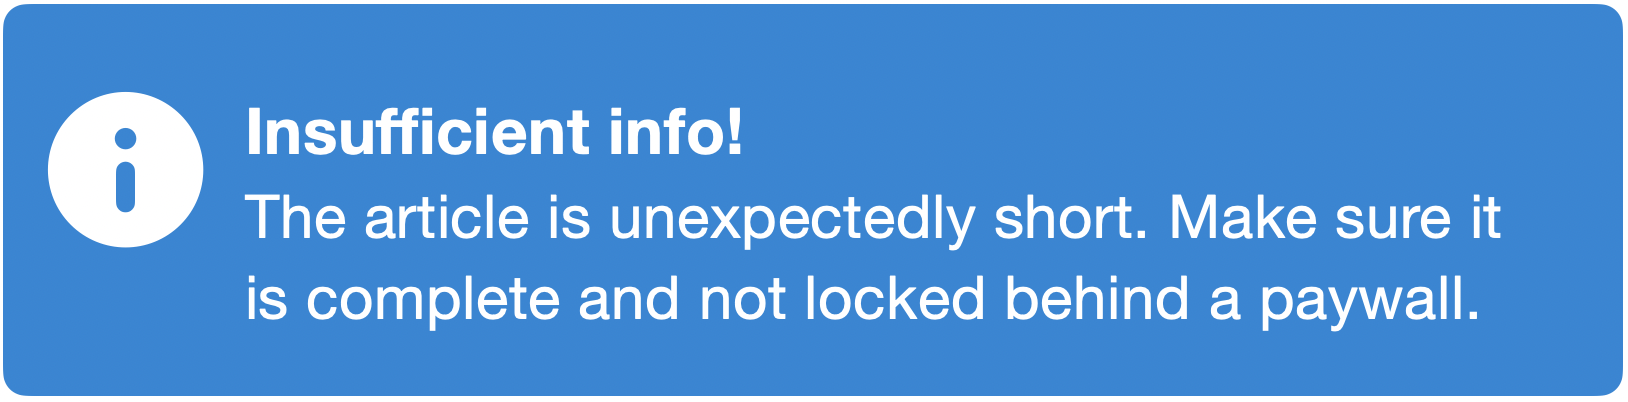 Insufficient info!
The article is unexpectedly short. Make sure it
is complete and not locked behind a paywall.